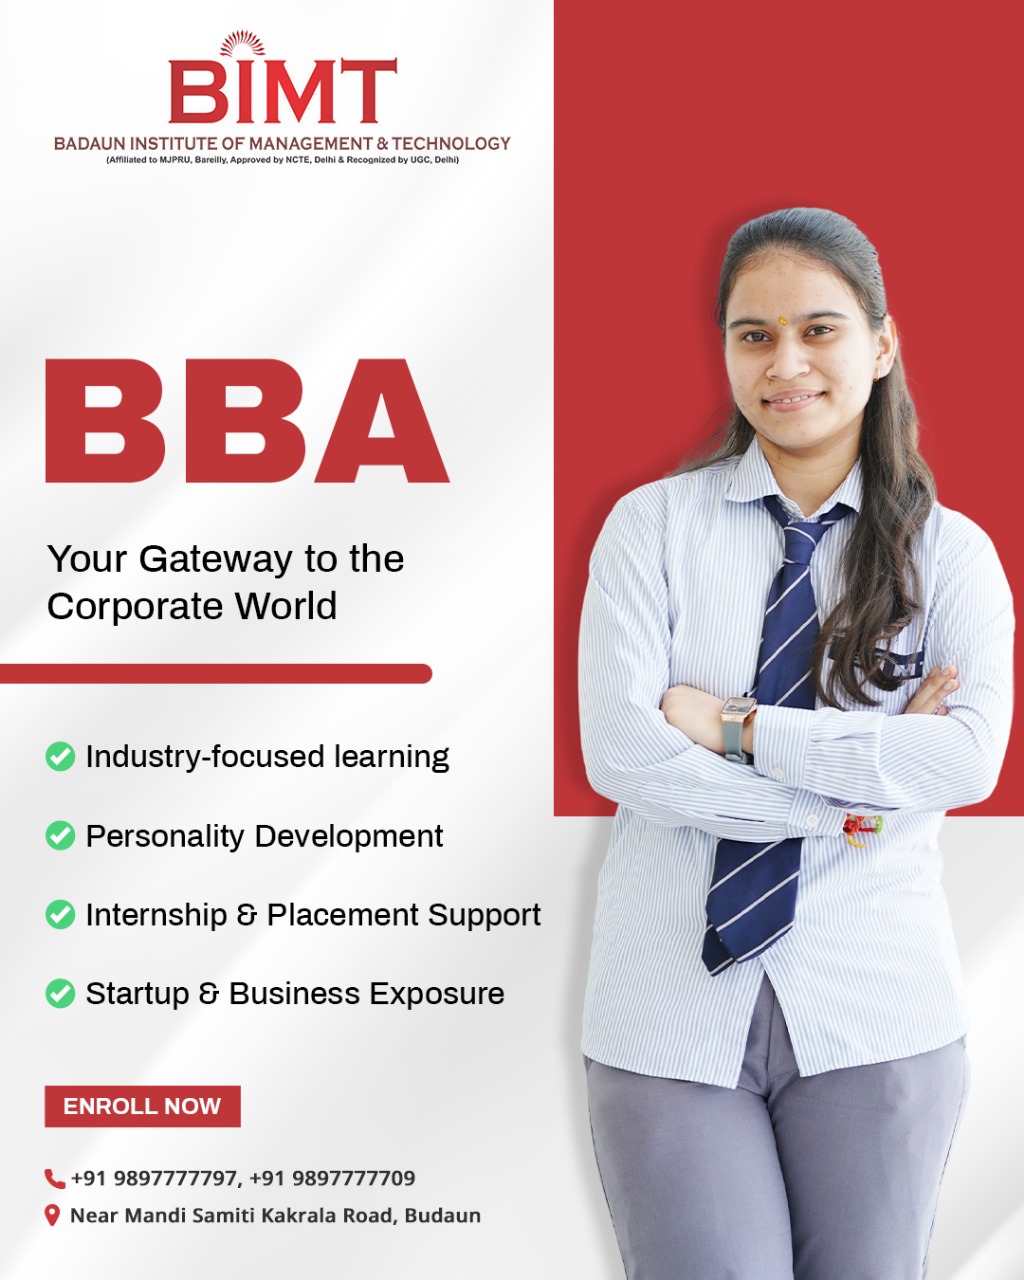 BIMT
BADAUN INSTITUTE OF MANAGEMENT & TECHNOLOGY
(Affiliated to MJPRU, Bareilly, Approved by NCTE, Delhi & Recognized by UGC, Delhi)
BBA
Your Gateway to the
Corporate World
Industry-focused learning
Personality Development
Internship & Placement Support
Startup & Business Exposure
ENROLL NOW
+91 9897777797, +91 9897777709
Near Mandi Samiti Kakrala Road, Budaun